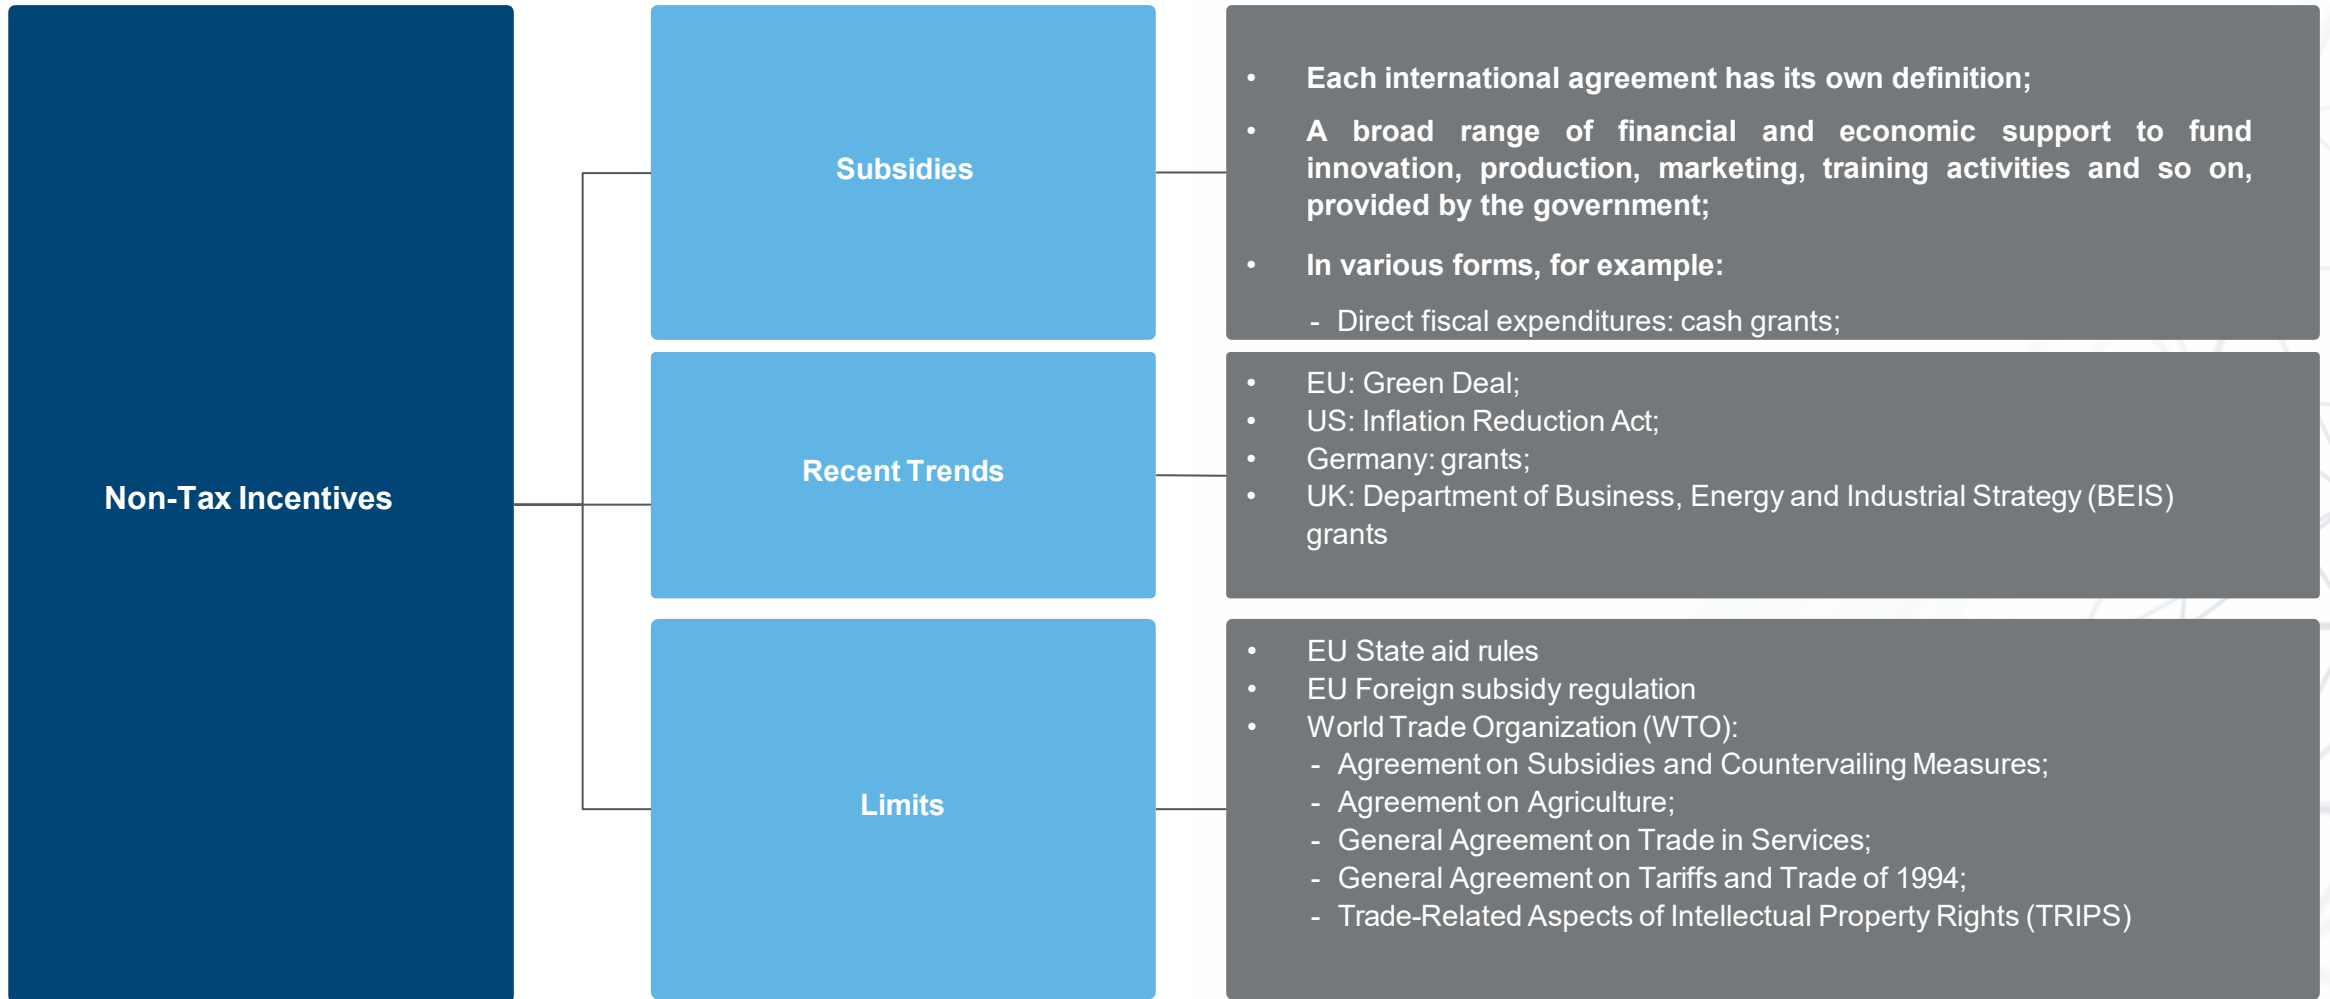 Non-Tax Incentives
Subsidies
• Each international agreement has its own definition;
• A broad range of financial and economic support to fund
innovation, production, marketing, training activities and so on,
provided by the government;
• In various forms, for example:
- Direct fiscal expenditures: cash grants;
Recent Trends
• EU: Green Deal;
• US: Inflation Reduction Act;
• Germany: grants;
• UK: Department of Business, Energy and Industrial Strategy (BEIS)
grants
Limits
• EU State aid rules
• EU Foreign subsidy regulation
• World Trade Organization (WTO):
- Agreement on Subsidies and Countervailing Measures;
- Agreement on Agriculture;
- General Agreement on Trade in Services;
- General Agreement on Tariffs and Trade of 1994;
- Trade-Related Aspects of Intellectual Property Rights (TRIPS)